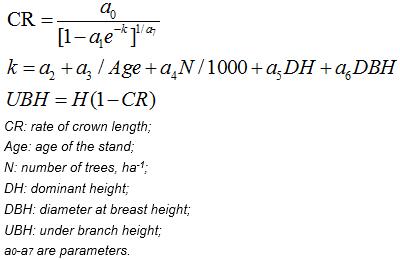 CR = a₀ / [1 − a₁e⁻ᵏ]^(1/a₇)
k = a₂ + a₃ / Age + a₄N / 1000 + a₅DH + a₆DBH
UBH = H(1 − CR)
CR: rate of crown length;
Age: age of the stand;
N: number of trees, ha⁻¹;
DH: dominant height;
DBH: diameter at breast height;
UBH: under branch height;
a0-a7 are parameters.